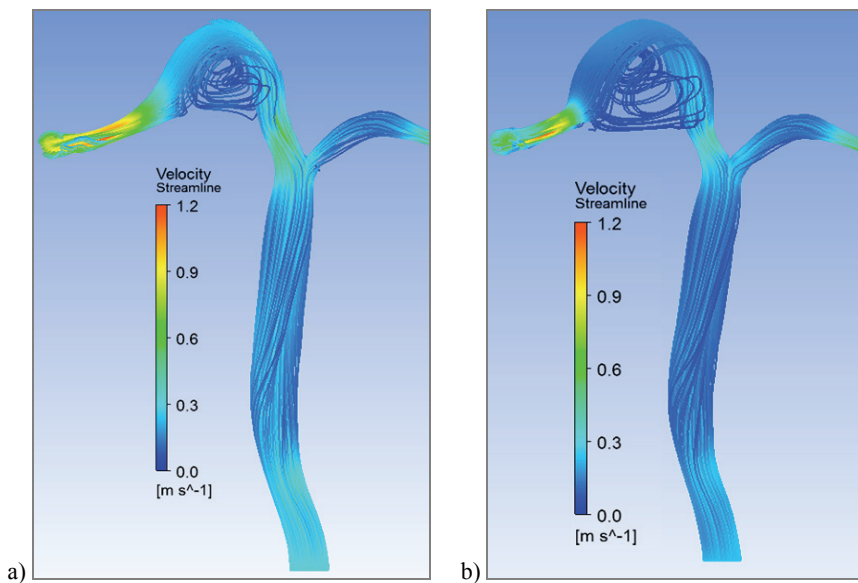 Velocity
Streamline
1.2
0.9
0.6
0.3
0.0
[m s^-1]
a)
Velocity
Streamline
1.2
0.9
0.6
0.3
0.0
[m s^-1]
b)